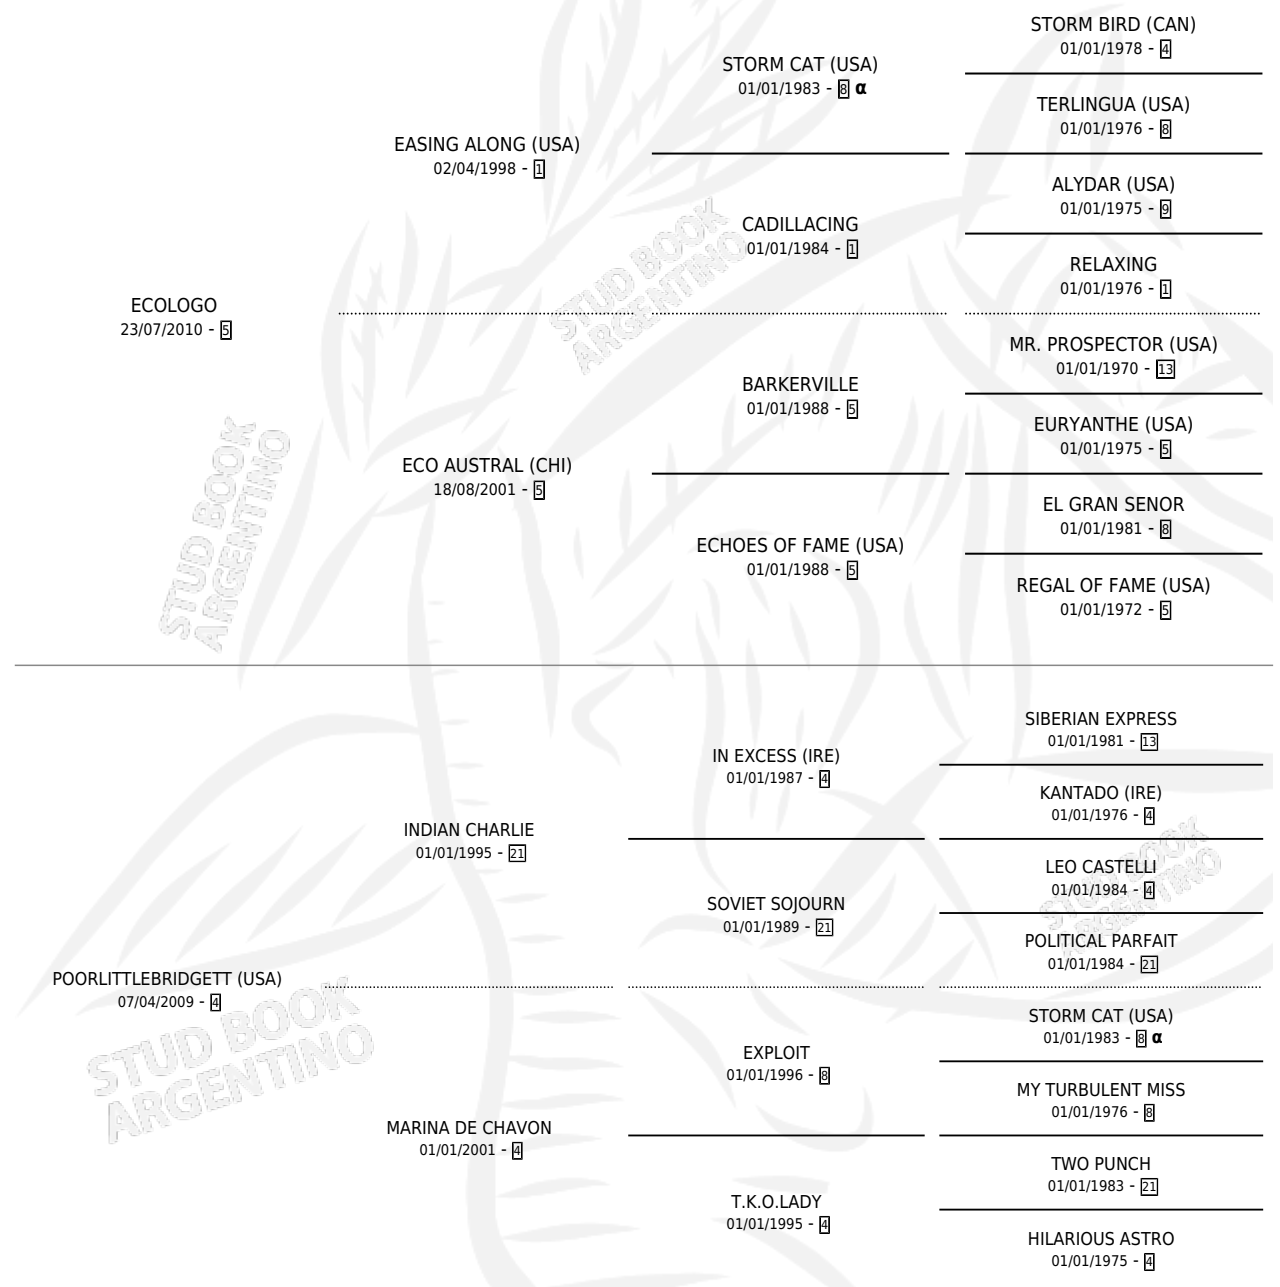 STORM BIRD (CAN)
01/01/1978 - 4
STORM CAT (USA)
01/01/1983 - 8 α
TERLINGUA (USA)
01/01/1976 - 8
EASING ALONG (USA)
02/04/1998 - 1
ALYDAR (USA)
01/01/1975 - 9
CADILLACING
01/01/1984 - 1
RELAXING
01/01/1976 - 1
ECOLOGO
23/07/2010 - 5
MR. PROSPECTOR (USA)
01/01/1970 - 13
BARKERVILLE
01/01/1988 - 5
EURYANTHE (USA)
01/01/1975 - 5
ECO AUSTRAL (CHI)
18/08/2001 - 5
EL GRAN SENOR
01/01/1981 - 8
ECHOES OF FAME (USA)
01/01/1988 - 5
REGAL OF FAME (USA)
01/01/1972 - 5
SIBERIAN EXPRESS
01/01/1981 - 13
IN EXCESS (IRE)
01/01/1987 - 4
KANTADO (IRE)
01/01/1976 - 4
INDIAN CHARLIE
01/01/1995 - 21
LEO CASTELLI
01/01/1984 - 4
SOVIET SOJOURN
01/01/1989 - 21
POLITICAL PARFAIT
01/01/1984 - 21
POORLITTLEBRIDGETT (USA)
07/04/2009 - 4
STORM CAT (USA)
01/01/1983 - 8 α
EXPLOIT
01/01/1996 - 8
MY TURBULENT MISS
01/01/1976 - 8
MARINA DE CHAVON
01/01/2001 - 4
TWO PUNCH
01/01/1983 - 21
T.K.O.LADY
01/01/1995 - 4
HILARIOUS ASTRO
01/01/1975 - 4
STUD BOOK
ARGENTINO
STUD BOOK
ARGENTINO
STUD BOOK
ARGENTINO
STUD BOOK
ARGENTINO